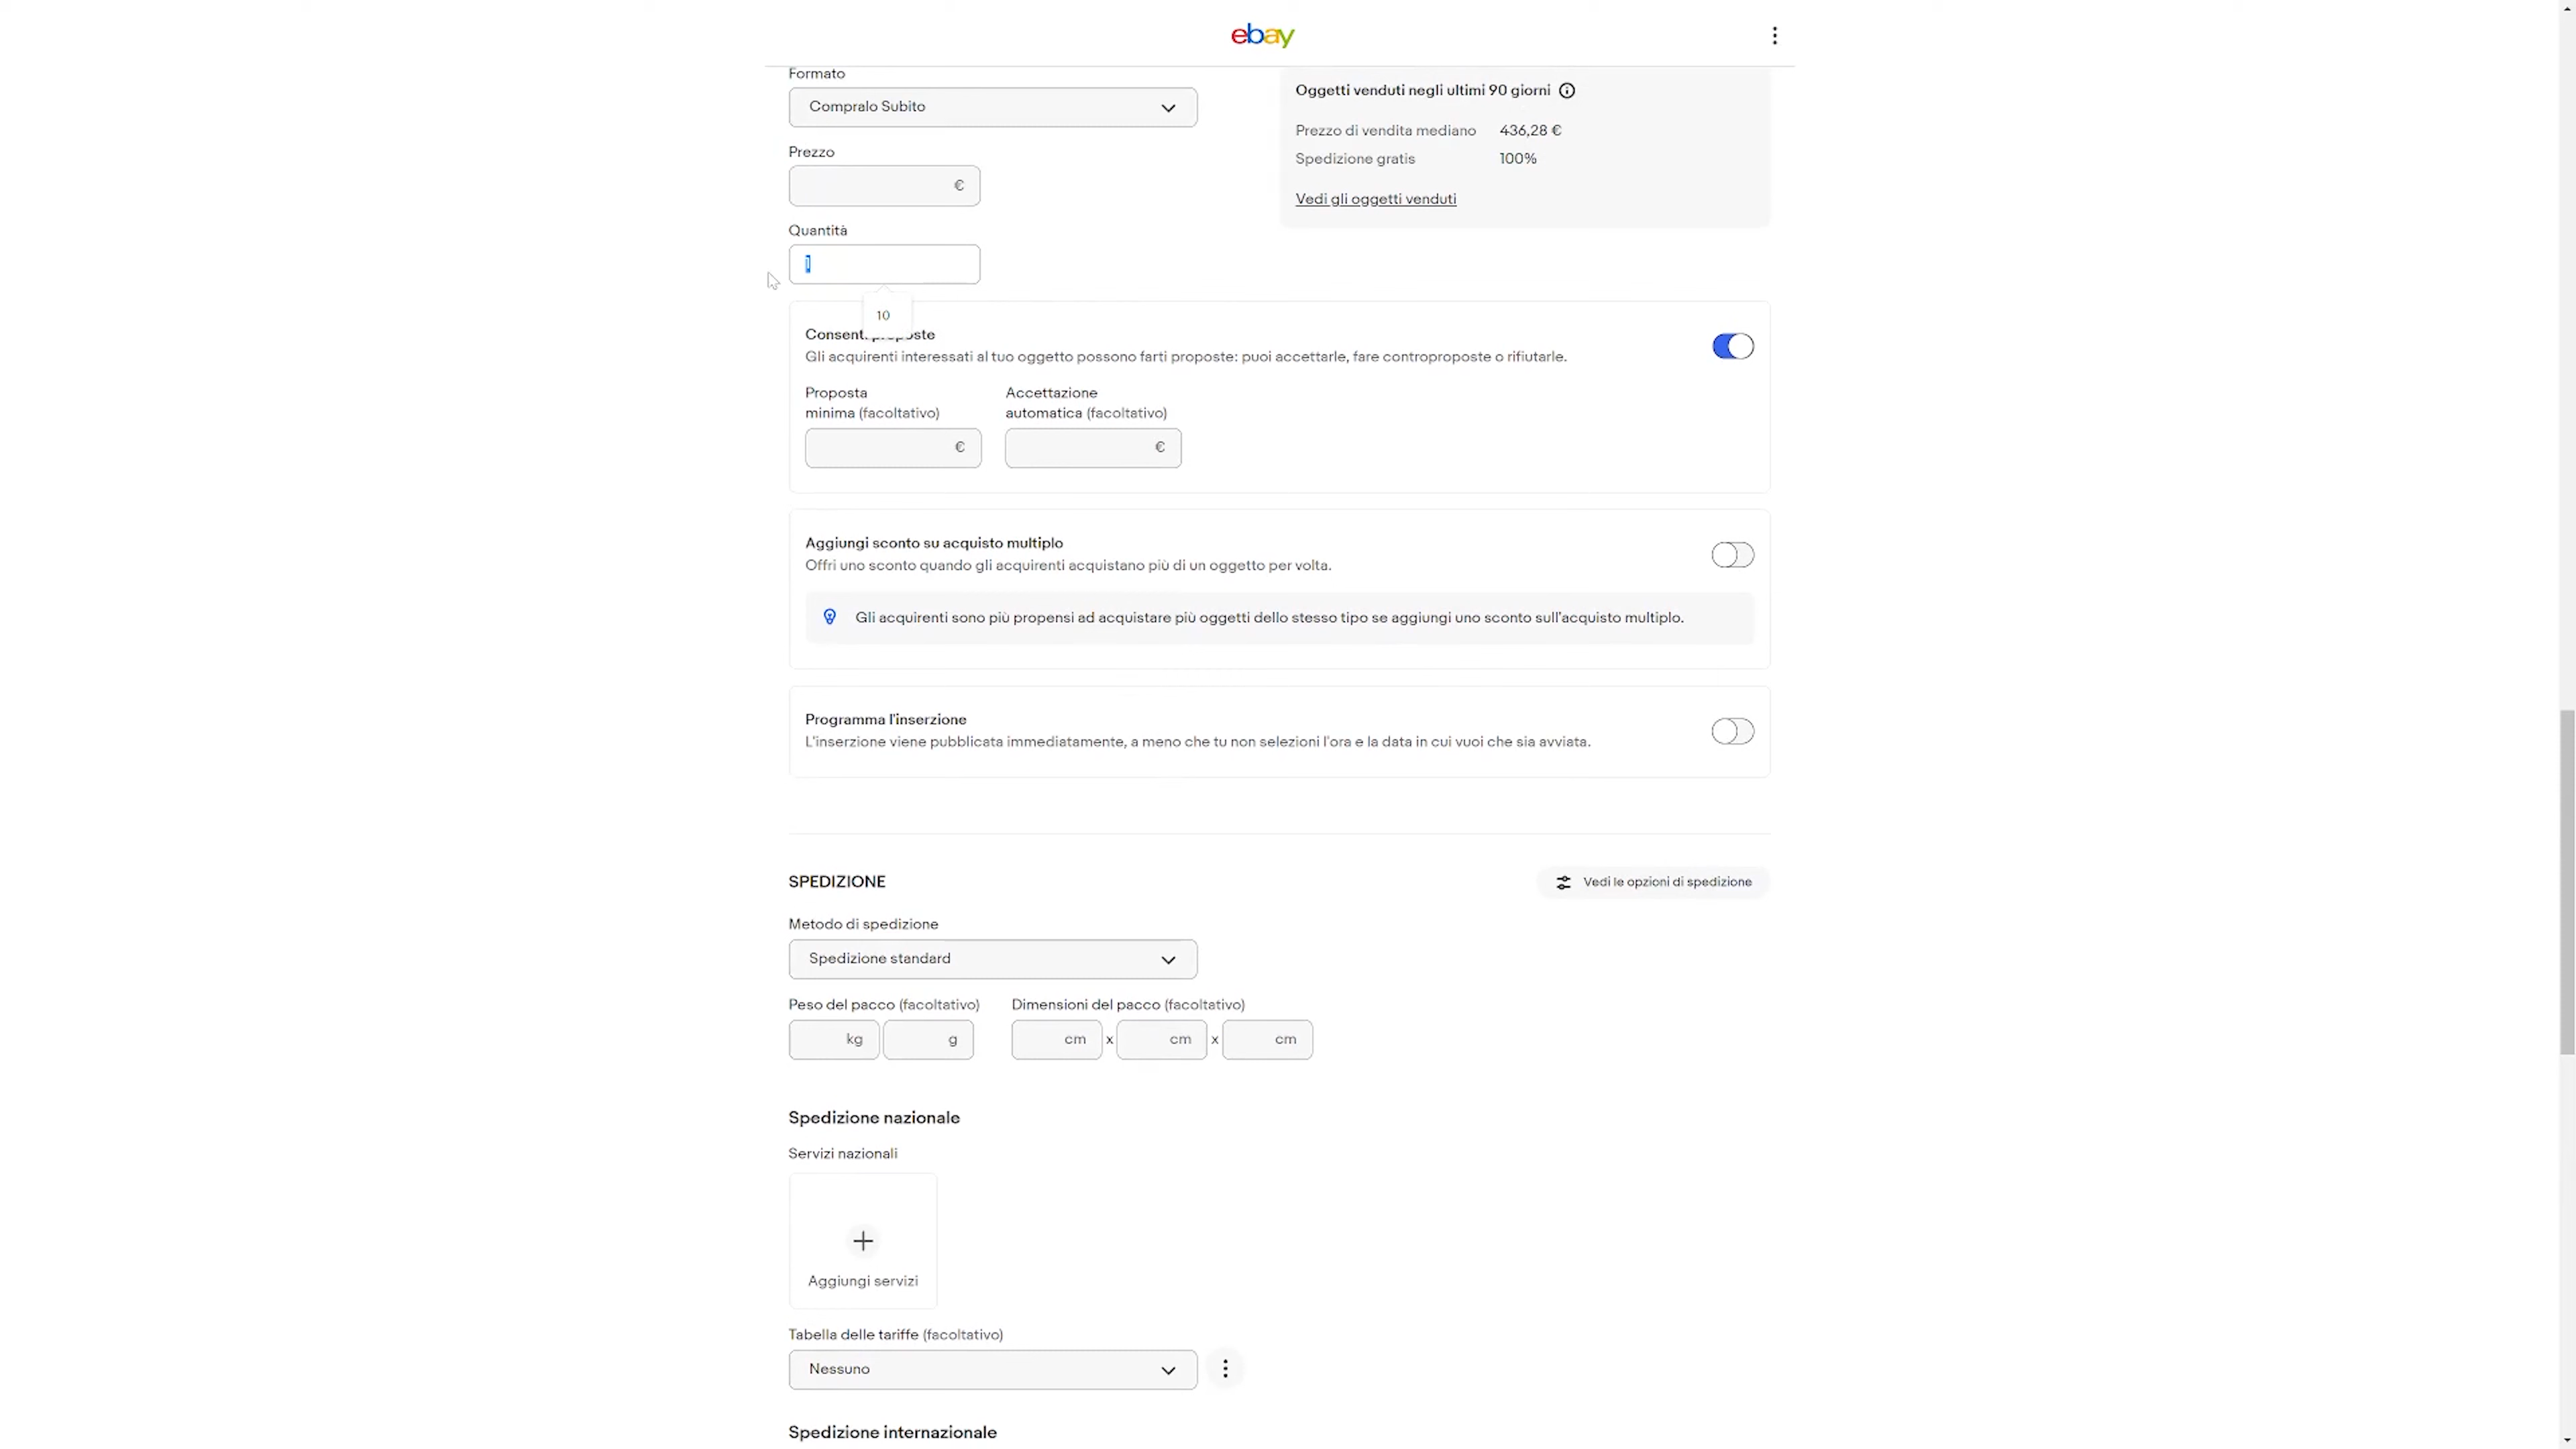 ebay
Formato
Compralo Subito
Prezzo
€
Quantità
1
10
Oggetti venduti negli ultimi 90 giorni
Prezzo di vendita mediano 436,28 €
Spedizione gratis 100%
Vedi gli oggetti venduti
Gli acquirenti interessati al tuo oggetto possono farti proposte: puoi accettarle, fare controproposte o rifiutarle.
Proposta
minima (facoltativo)
€
Accettazione
automatica (facoltativo)
€
Aggiungi sconto su acquisto multiplo
Offri uno sconto quando gli acquirenti acquistano più di un oggetto per volta.
Gli acquirenti sono più propensi ad acquistare più oggetti dello stesso tipo se aggiungi uno sconto sull'acquisto multiplo.
Programma l'inserzione
L'inserzione viene pubblicata immediatamente, a meno che tu non selezioni l'ora e la data in cui vuoi che sia avviata.
SPEDIZIONE
Vedi le opzioni di spedizione
Metodo di spedizione
Spedizione standard
Peso del pacco (facoltativo)
kg g
Dimensioni del pacco (facoltativo)
cm x cm x cm
Spedizione nazionale
Servizi nazionali
Aggiungi servizi
Tabella delle tariffe (facoltativo)
Nessuno
Spedizione internazionale